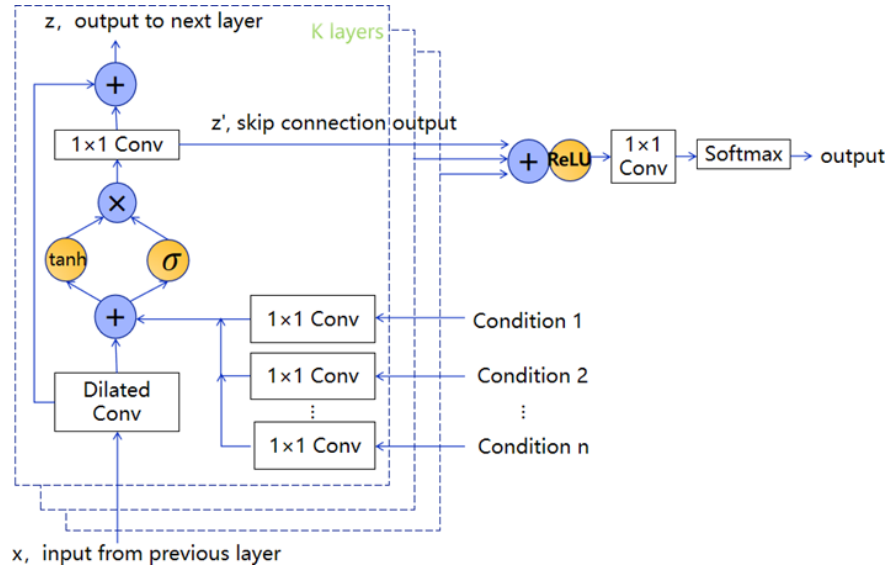 z, output to next layer
K layers
+
z', skip connection output
1×1 Conv
+
ReLU
1×1
Conv
Softmax
output
×
tanh
σ
+
1×1 Conv
Condition 1
1×1 Conv
Condition 2
Dilated
Conv
⋮
⋮
1×1 Conv
Condition n
x, input from previous layer